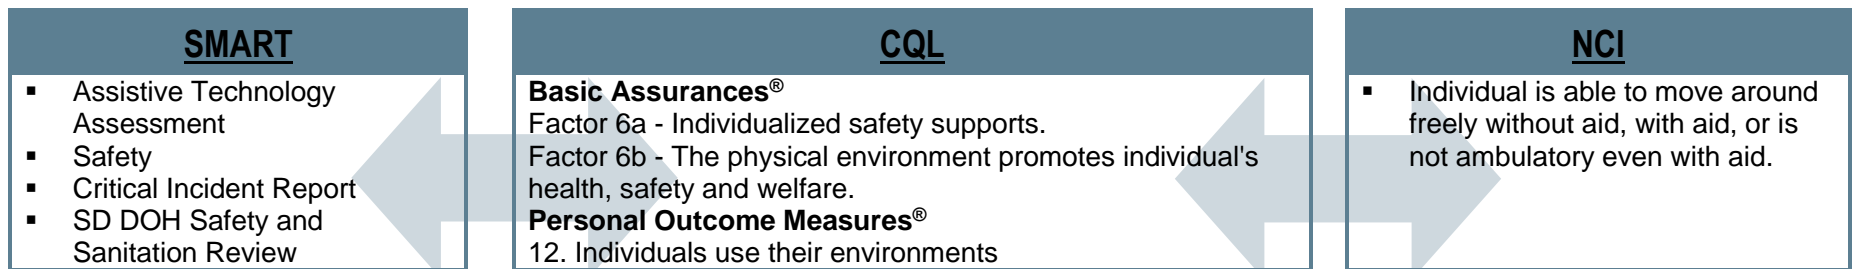 SMART
▪ Assistive Technology
Assessment
▪ Safety
▪ Critical Incident Report
▪ SD DOH Safety and
Sanitation Review
CQL
Basic Assurances®
Factor 6a - Individualized safety supports.
Factor 6b - The physical environment promotes individual's
health, safety and welfare.
Personal Outcome Measures®
12. Individuals use their environments
NCI
▪ Individual is able to move around
freely without aid, with aid, or is
not ambulatory even with aid.